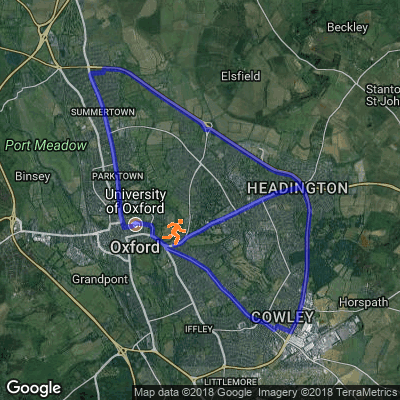 Beckley
Elsfield
Stanto
St-Joh
SUMMERTOWN
Port Meadow
Binsey
PARK TOWN
HEADINGTON
University
of Oxford
Oxford
Grandpont
Horspath
COWLEY
IFFLEY
LITTLEMORE
Google
Map data ©2018 Google Imagery ©2018 TerraMetrics